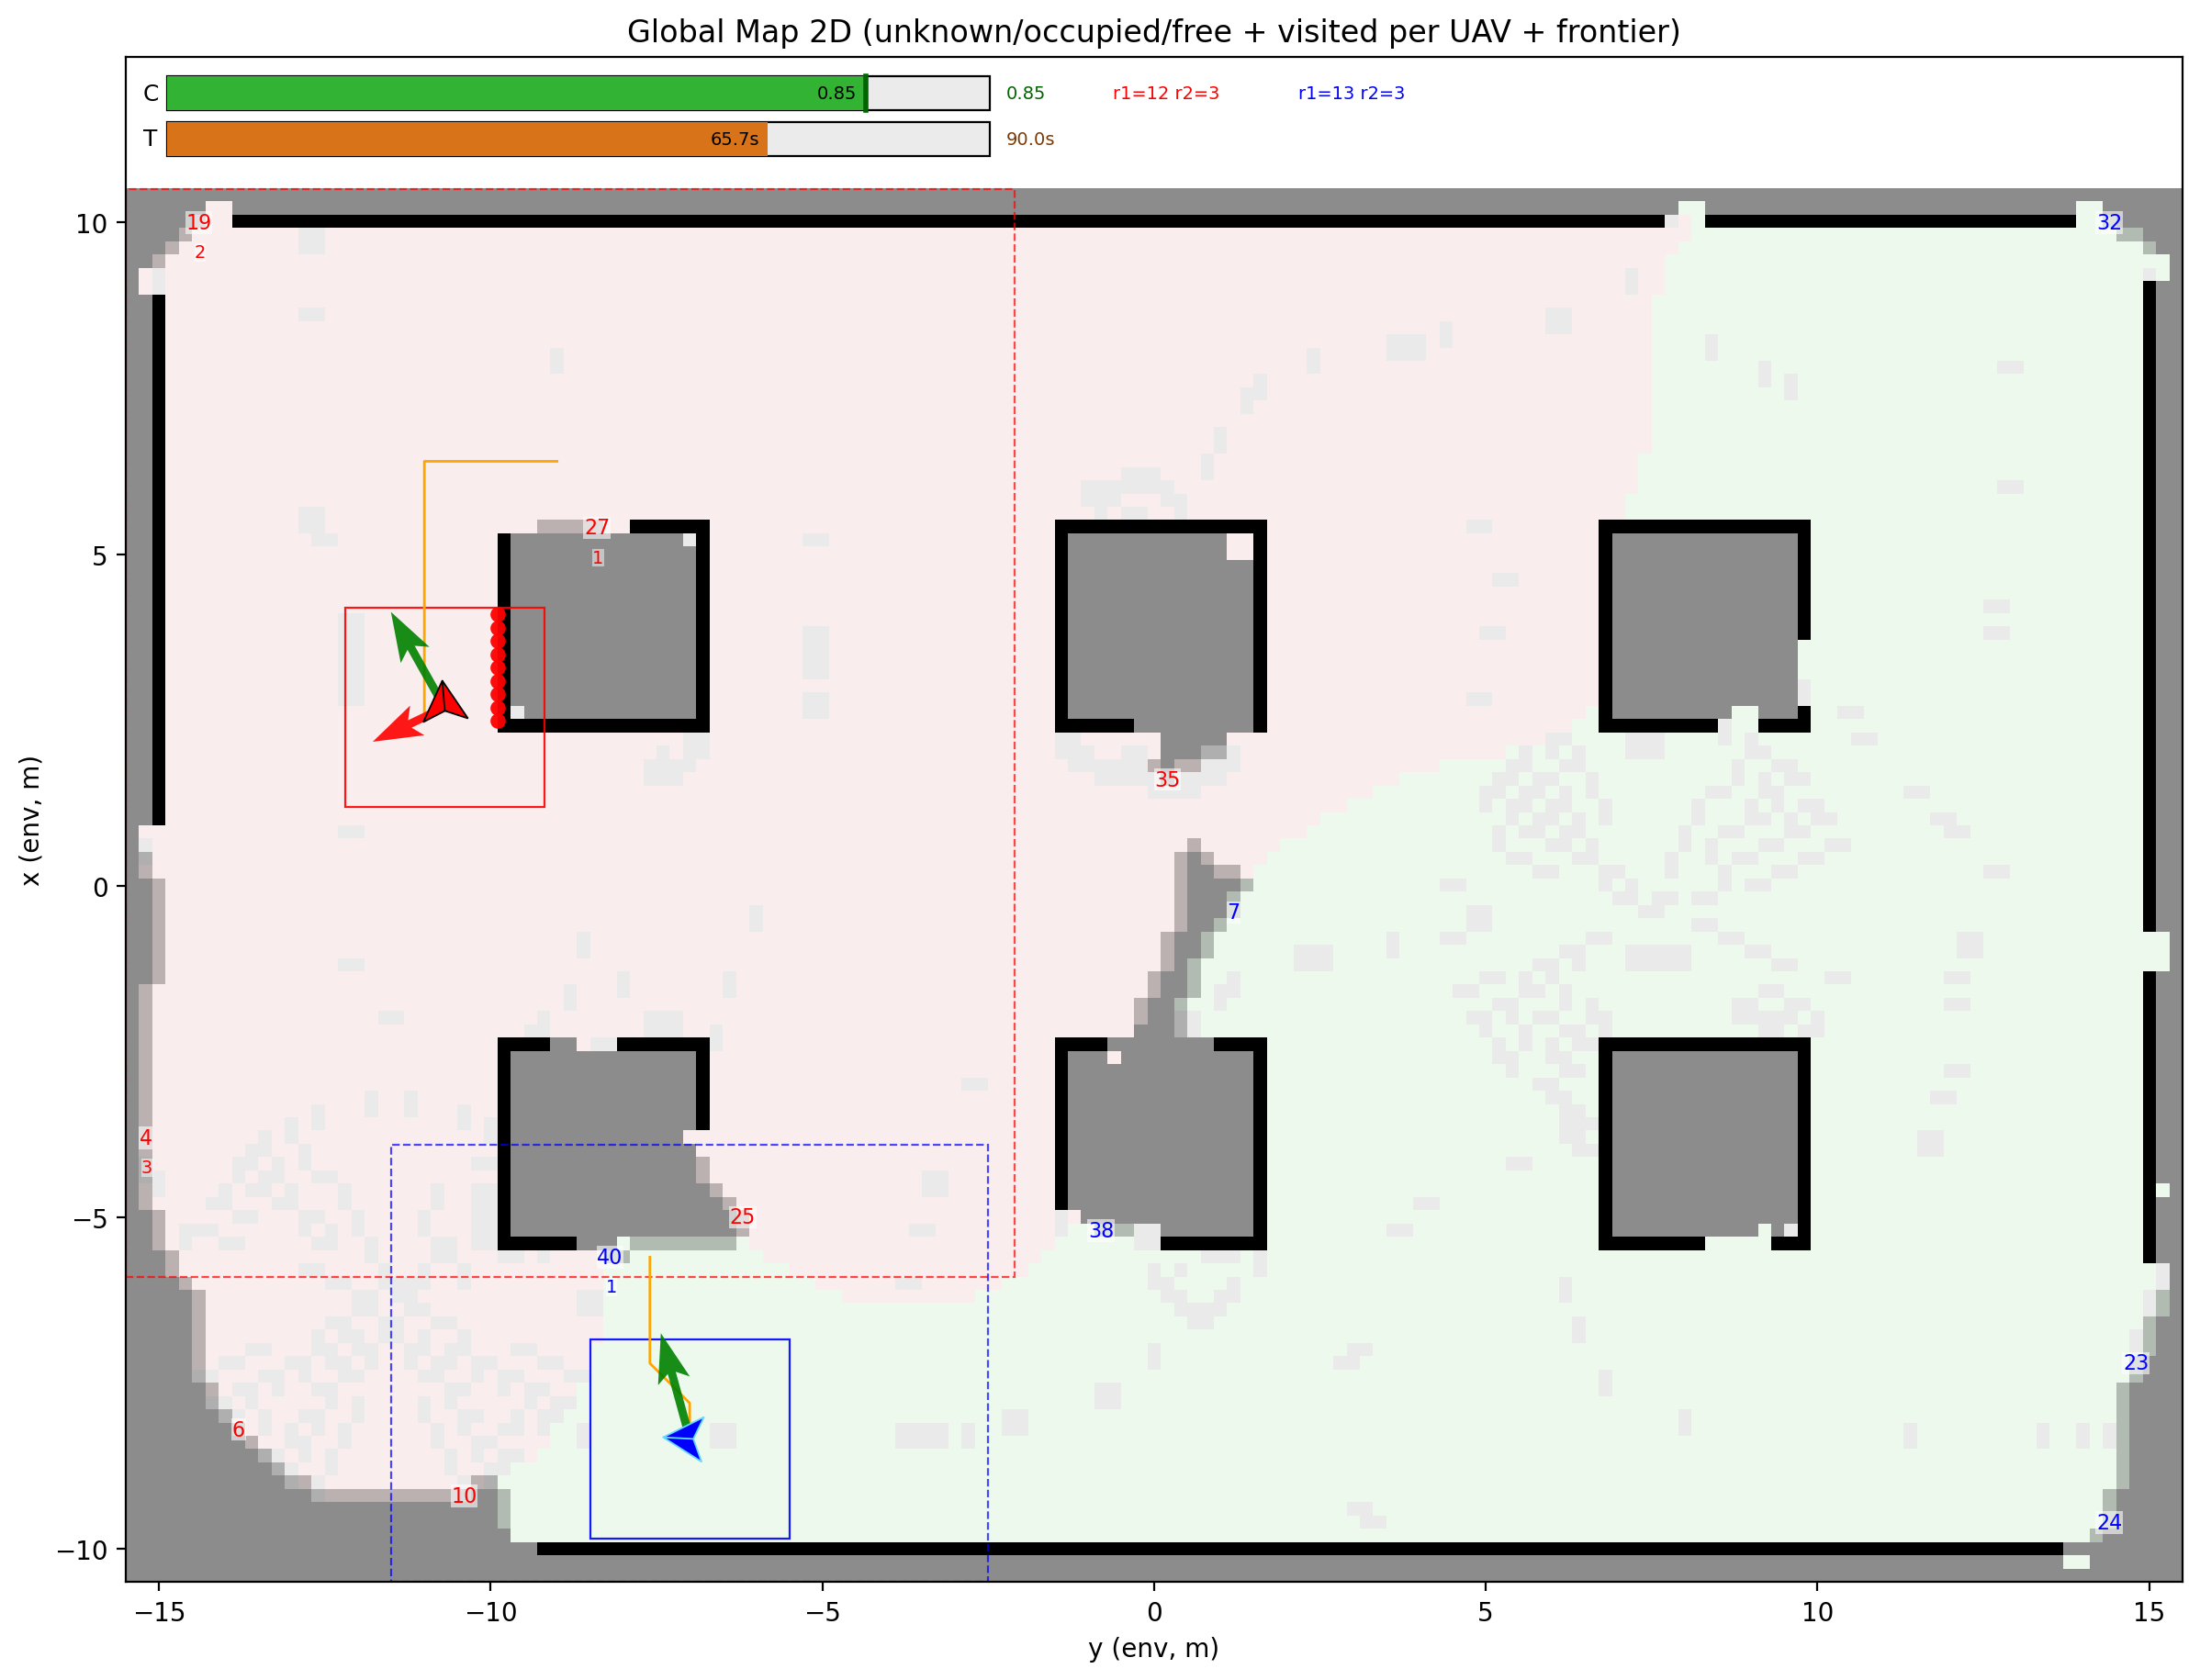 Global Map 2D (unknown/occupied/free + visited per UAV + frontier)
C 0.85 0.85 r1=12 r2=3 r1=13 r2=3
T 65.7s 90.0s
10 19 32
2
27
5 1
x (env, m)
35
0
7
4
3
25
−5
38
40
1
23
6
10
24
−10
−15 −10 −5 0 5 10 15
y (env, m)